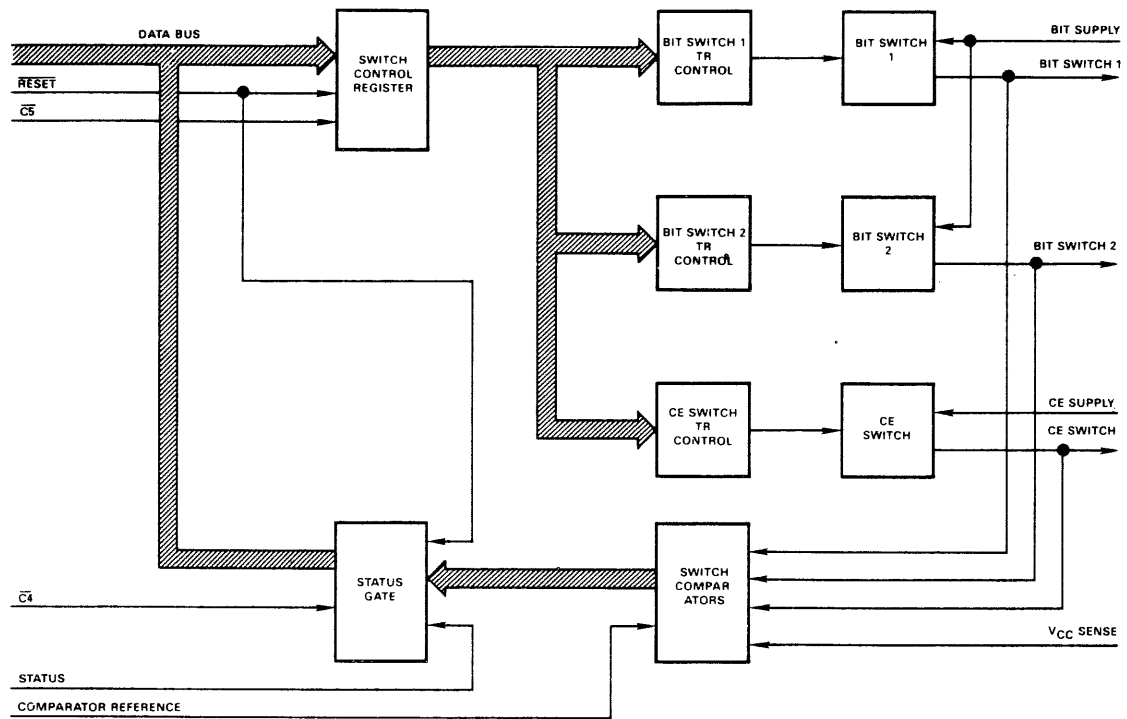 DATA BUS
RESET
C5
SWITCH
CONTROL
REGISTER
BIT SWITCH 1
TR
CONTROL
BIT SWITCH
1
BIT SUPPLY
BIT SWITCH 1
BIT SWITCH 2
TR
CONTROL
BIT SWITCH
2
BIT SWITCH 2
CE SWITCH
TR
CONTROL
CE
SWITCH
CE SUPPLY
CE SWITCH
STATUS
GATE
SWITCH
COMPAR
ATORS
C4
VCC SENSE
STATUS
COMPARATOR REFERENCE